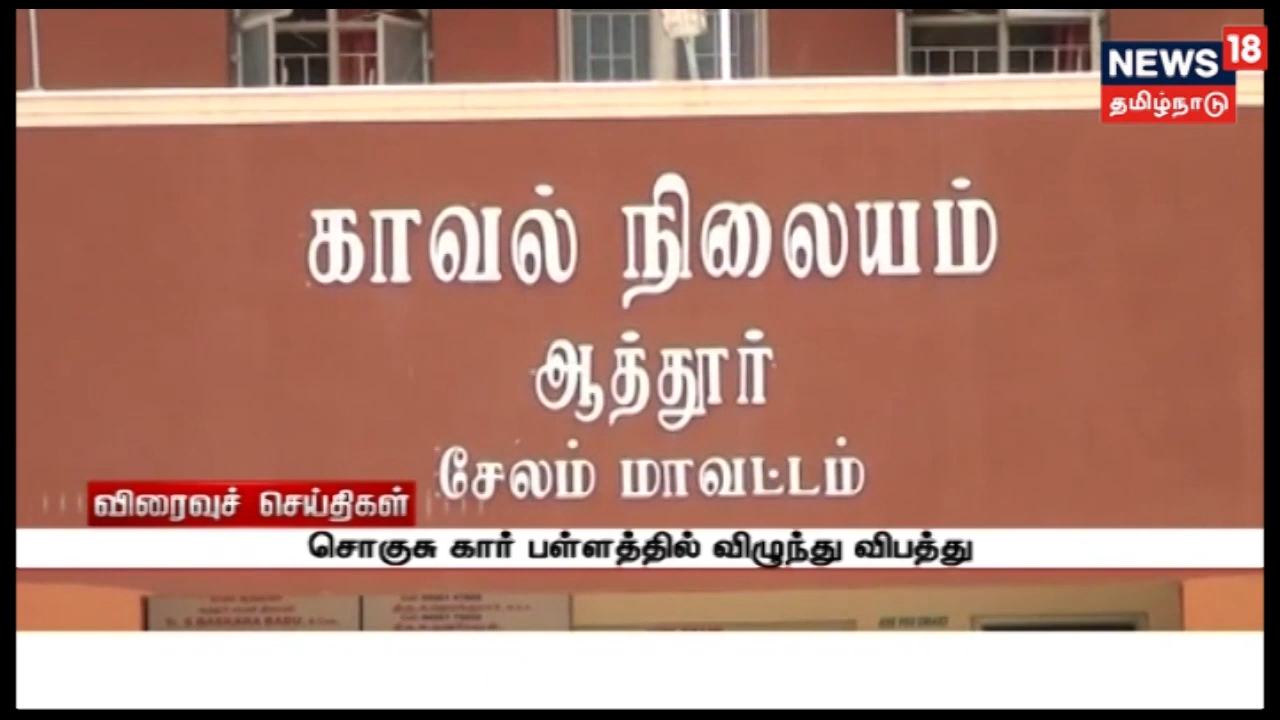 NEWS 18
தமிழ்நாடு
காவல் நிலையம்
ஆத்தூர்
சேலம் மாவட்டம்
விரைவுச் செய்திகள்
சொகுசு கார் பள்ளத்தில் விழுந்து விபத்து